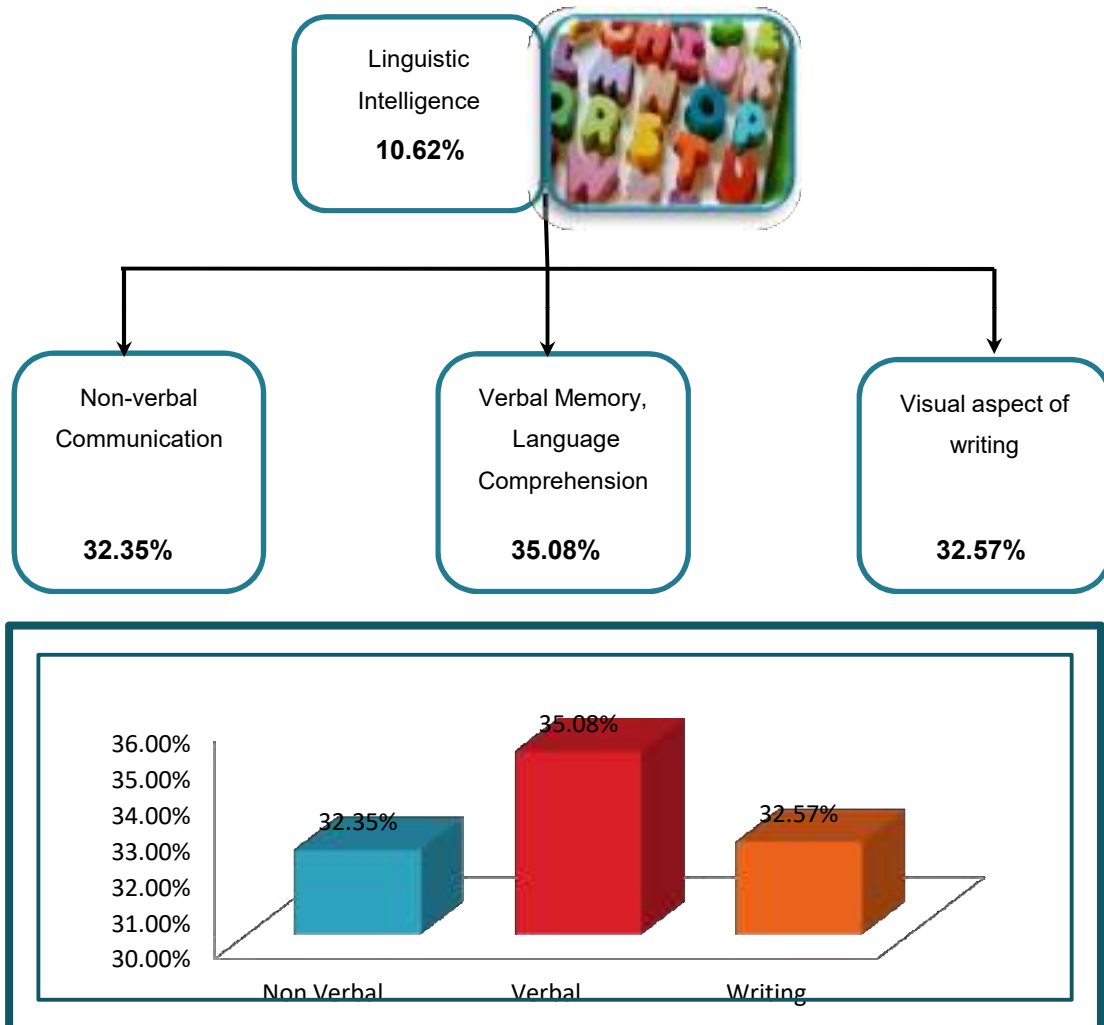 Linguistic
Intelligence
10.62%
Non-verbal
Communication
32.35%
Verbal Memory,
Language
Comprehension
35.08%
Visual aspect of
writing
32.57%
36.00%
35.00%
34.00%
33.00%
32.00%
31.00%
30.00%
32.35%
35.08%
32.57%
Non Verbal
Verbal
Writing